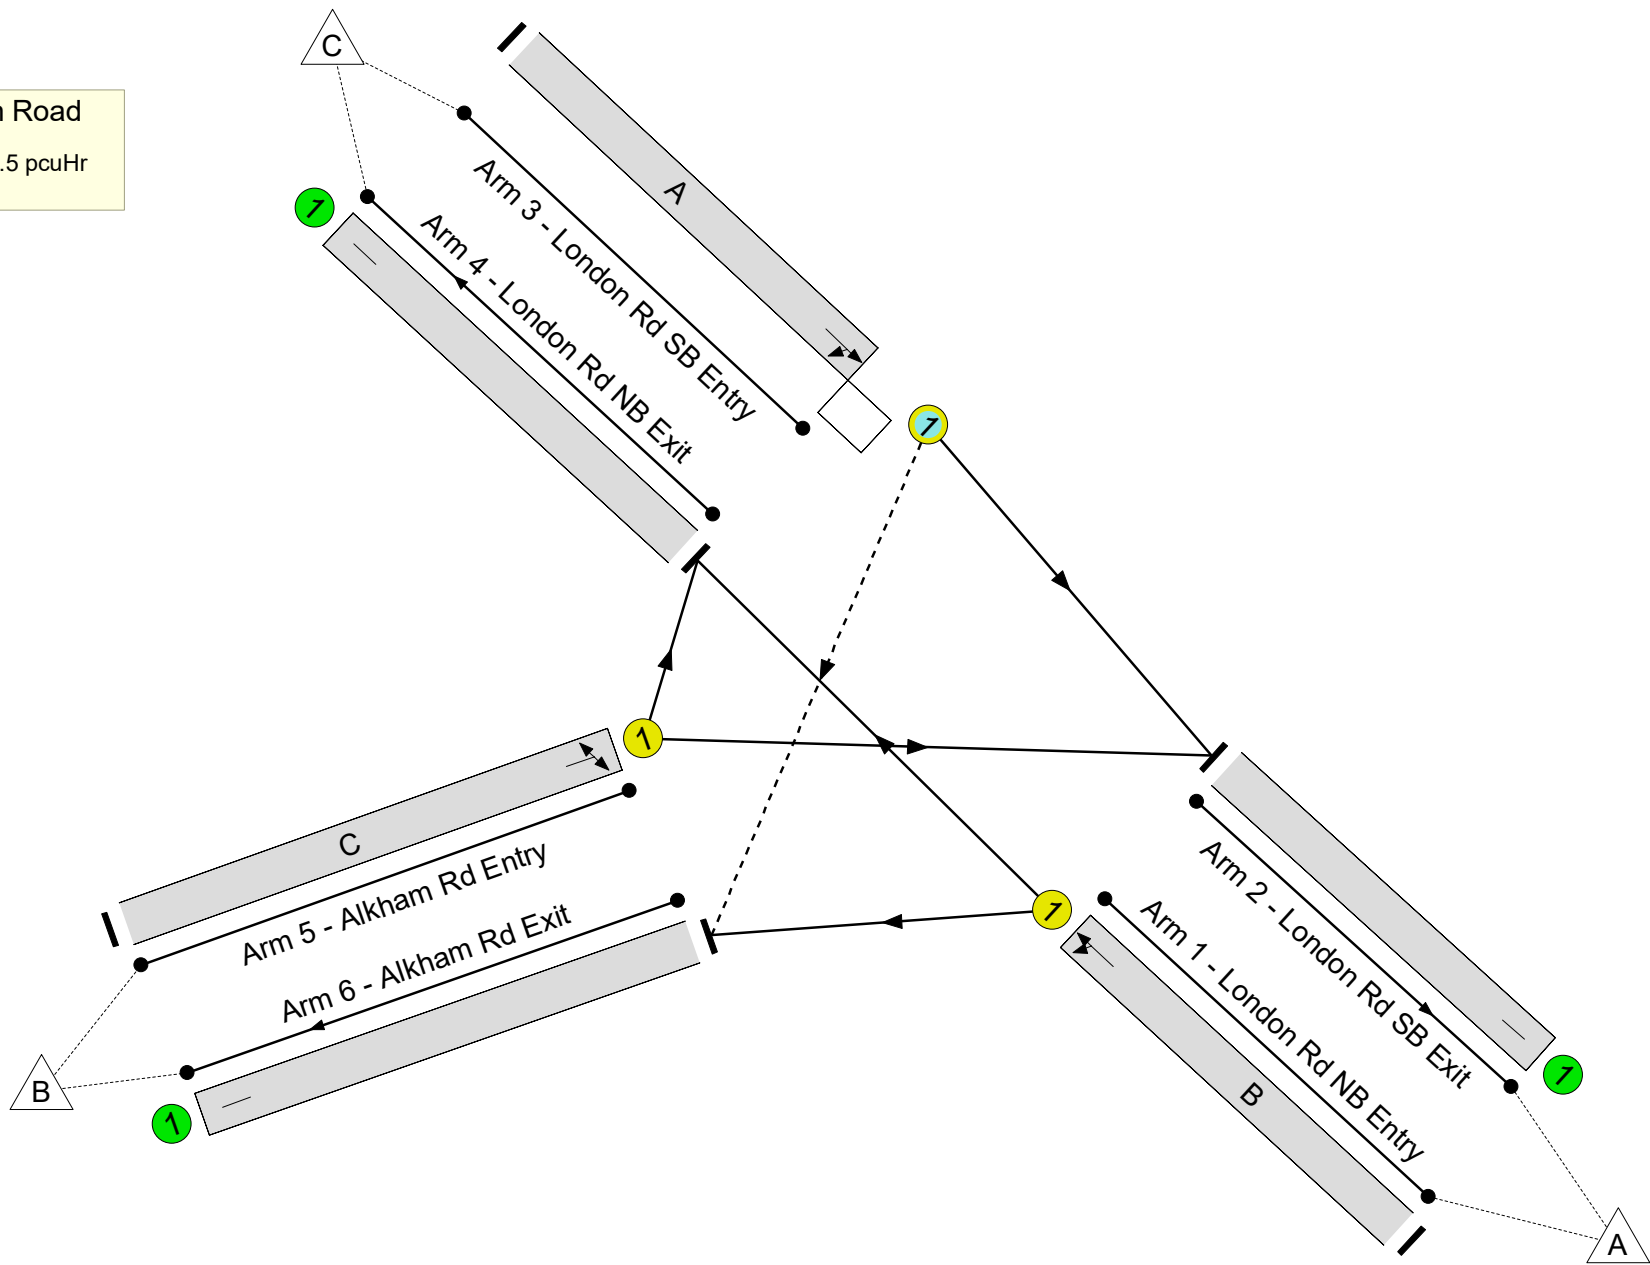 C
Road
.5 pcuHr
A
Arm 3 - London Rd SB Entry
1
Arm 4 - London Rd NB Exit
1
1
C
Arm 5 - Alkham Rd Entry
Arm 6 - Alkham Rd Exit
1
Arm 2 - London Rd SB Exit
Arm 1 - London Rd NB Entry
B
1
B
1
A